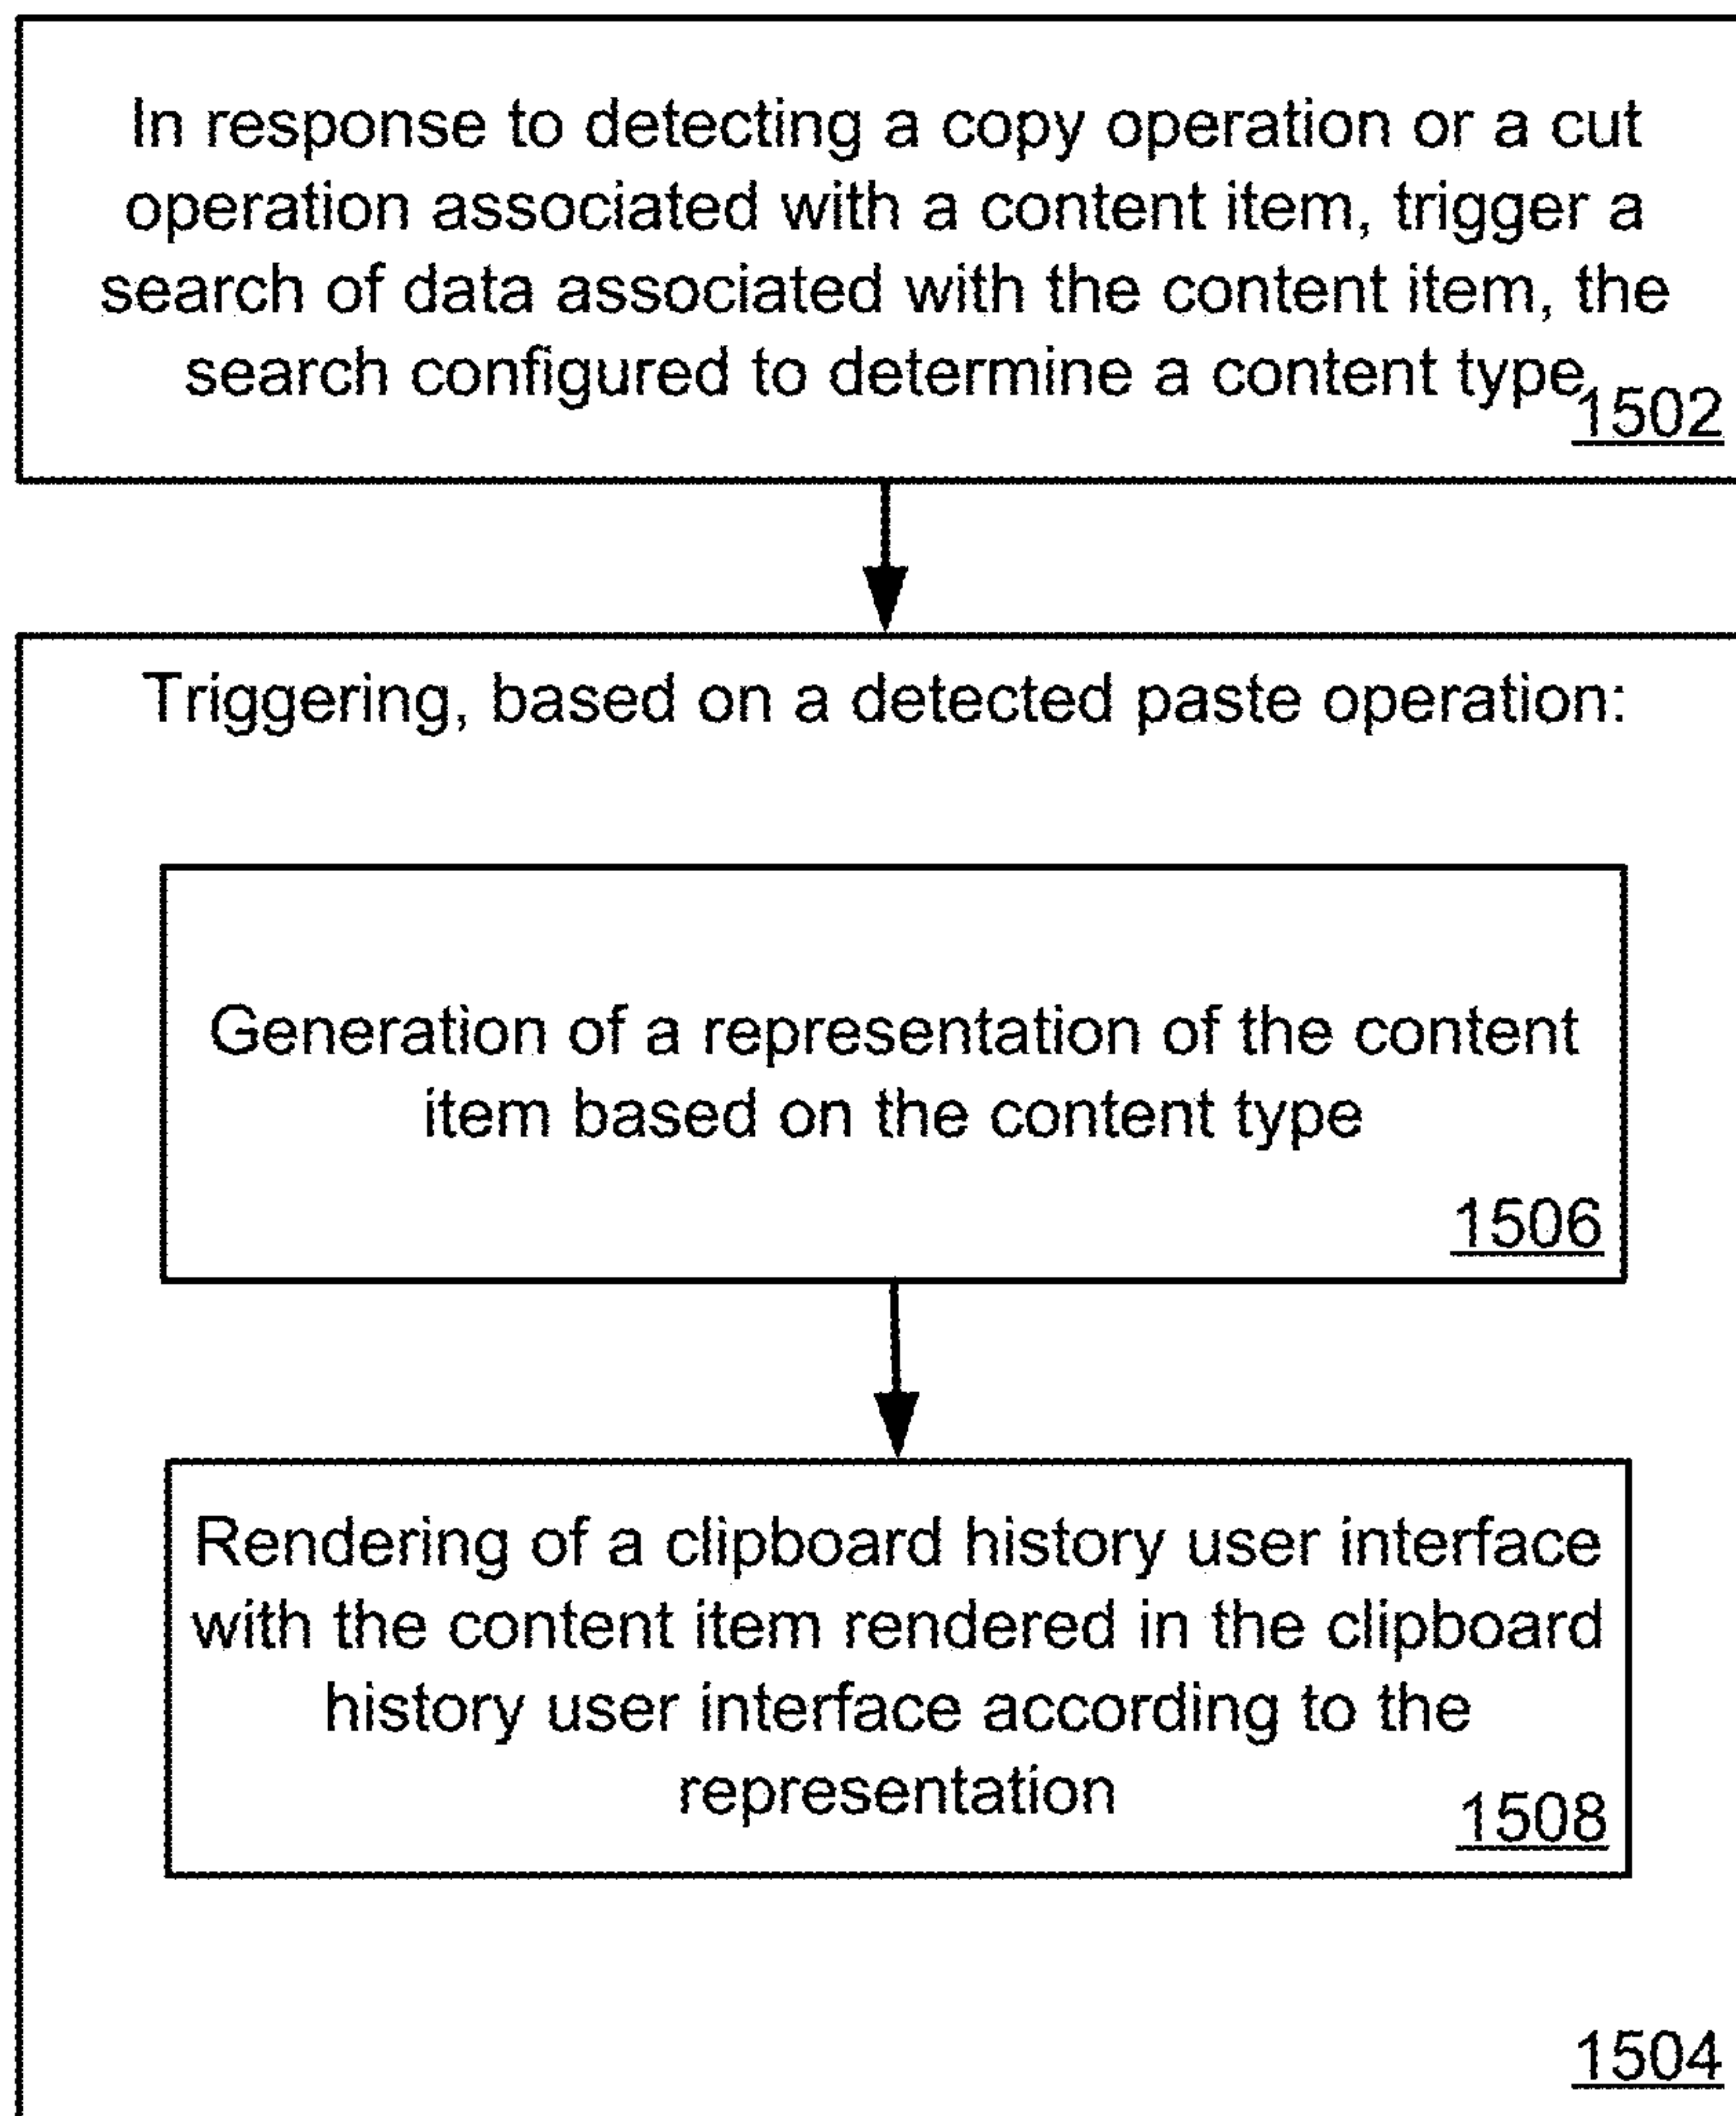 In response to detecting a copy operation or a cut
operation associated with a content item, trigger a
search of data associated with the content item, the
search configured to determine a content type
1502
Triggering, based on a detected paste operation:
Generation of a representation of the content
item based on the content type
1506
Rendering of a clipboard history user interface
with the content item rendered in the clipboard
history user interface according to the
representation
1508
1504